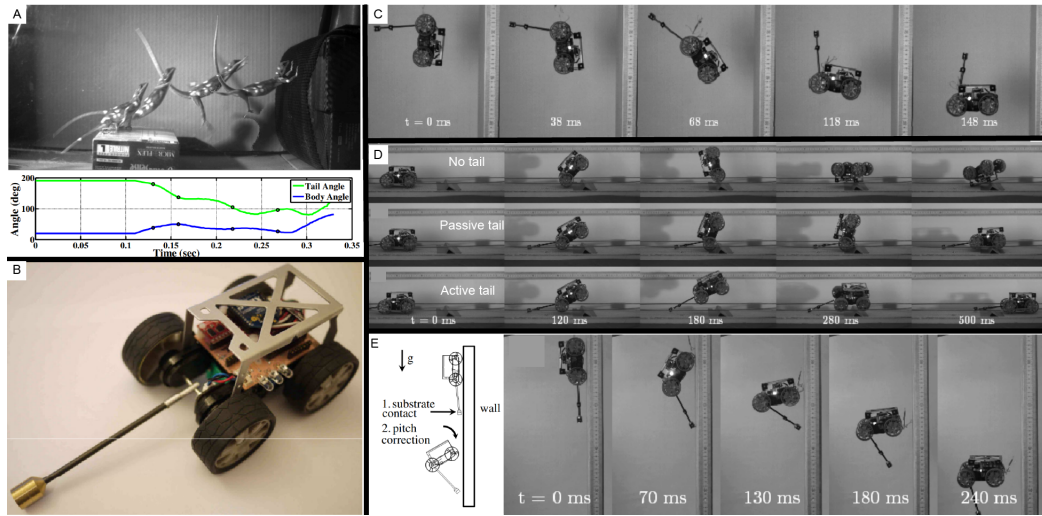 A
200
100
0
Angle (deg)
Tail Angle
Body Angle
0
0.05
0.1
0.15
0.2
0.25
0.3
0.35
Time (sec)
B
C
t = 0 ms
38 ms
68 ms
118 ms
148 ms
D
No tail
Passive tail
Active tail
t = 0 ms
120 ms
180 ms
280 ms
500 ms
E
g
1. substrate
contact
2. pitch
correction
wall
t = 0 ms
70 ms
130 ms
180 ms
240 ms